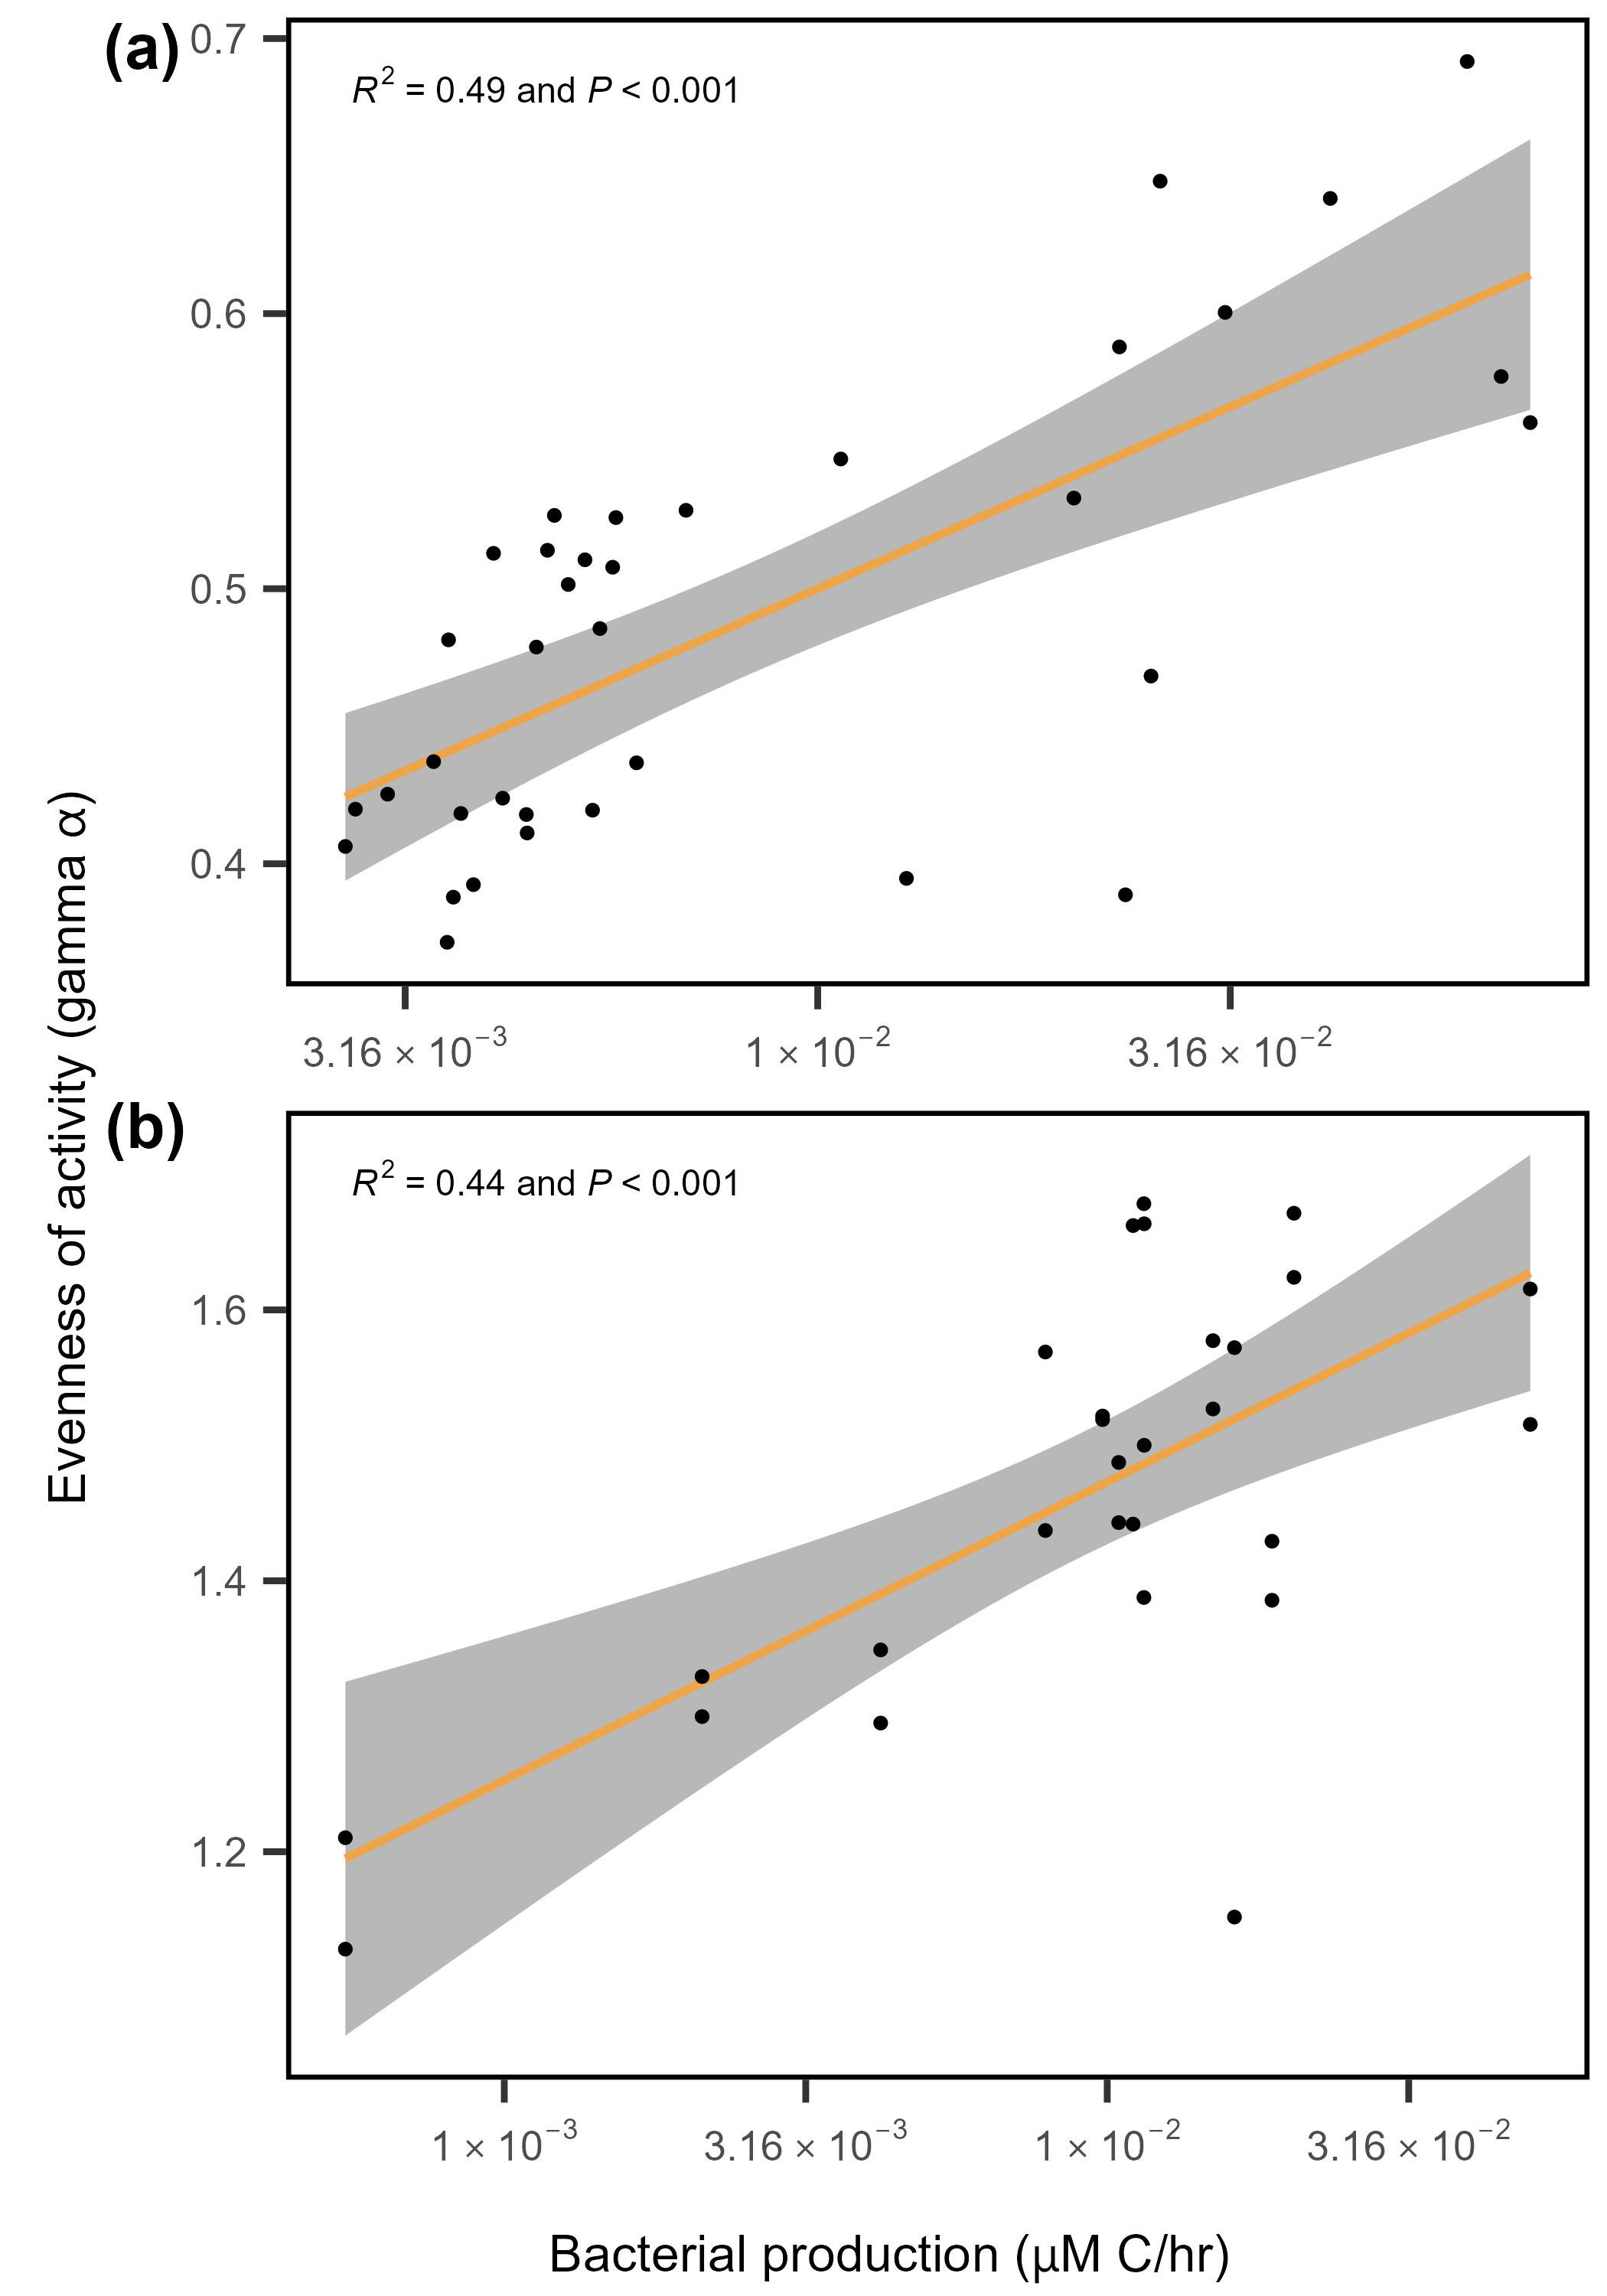 (a)
R² = 0.49 and P < 0.001
0.7
0.6
0.5
0.4
3.16 × 10⁻³
1 × 10⁻²
3.16 × 10⁻²
Evenness of activity (gamma α)
(b)
R² = 0.44 and P < 0.001
1.6
1.4
1.2
1 × 10⁻³
3.16 × 10⁻³
1 × 10⁻²
3.16 × 10⁻²
Bacterial production (μM C/hr)